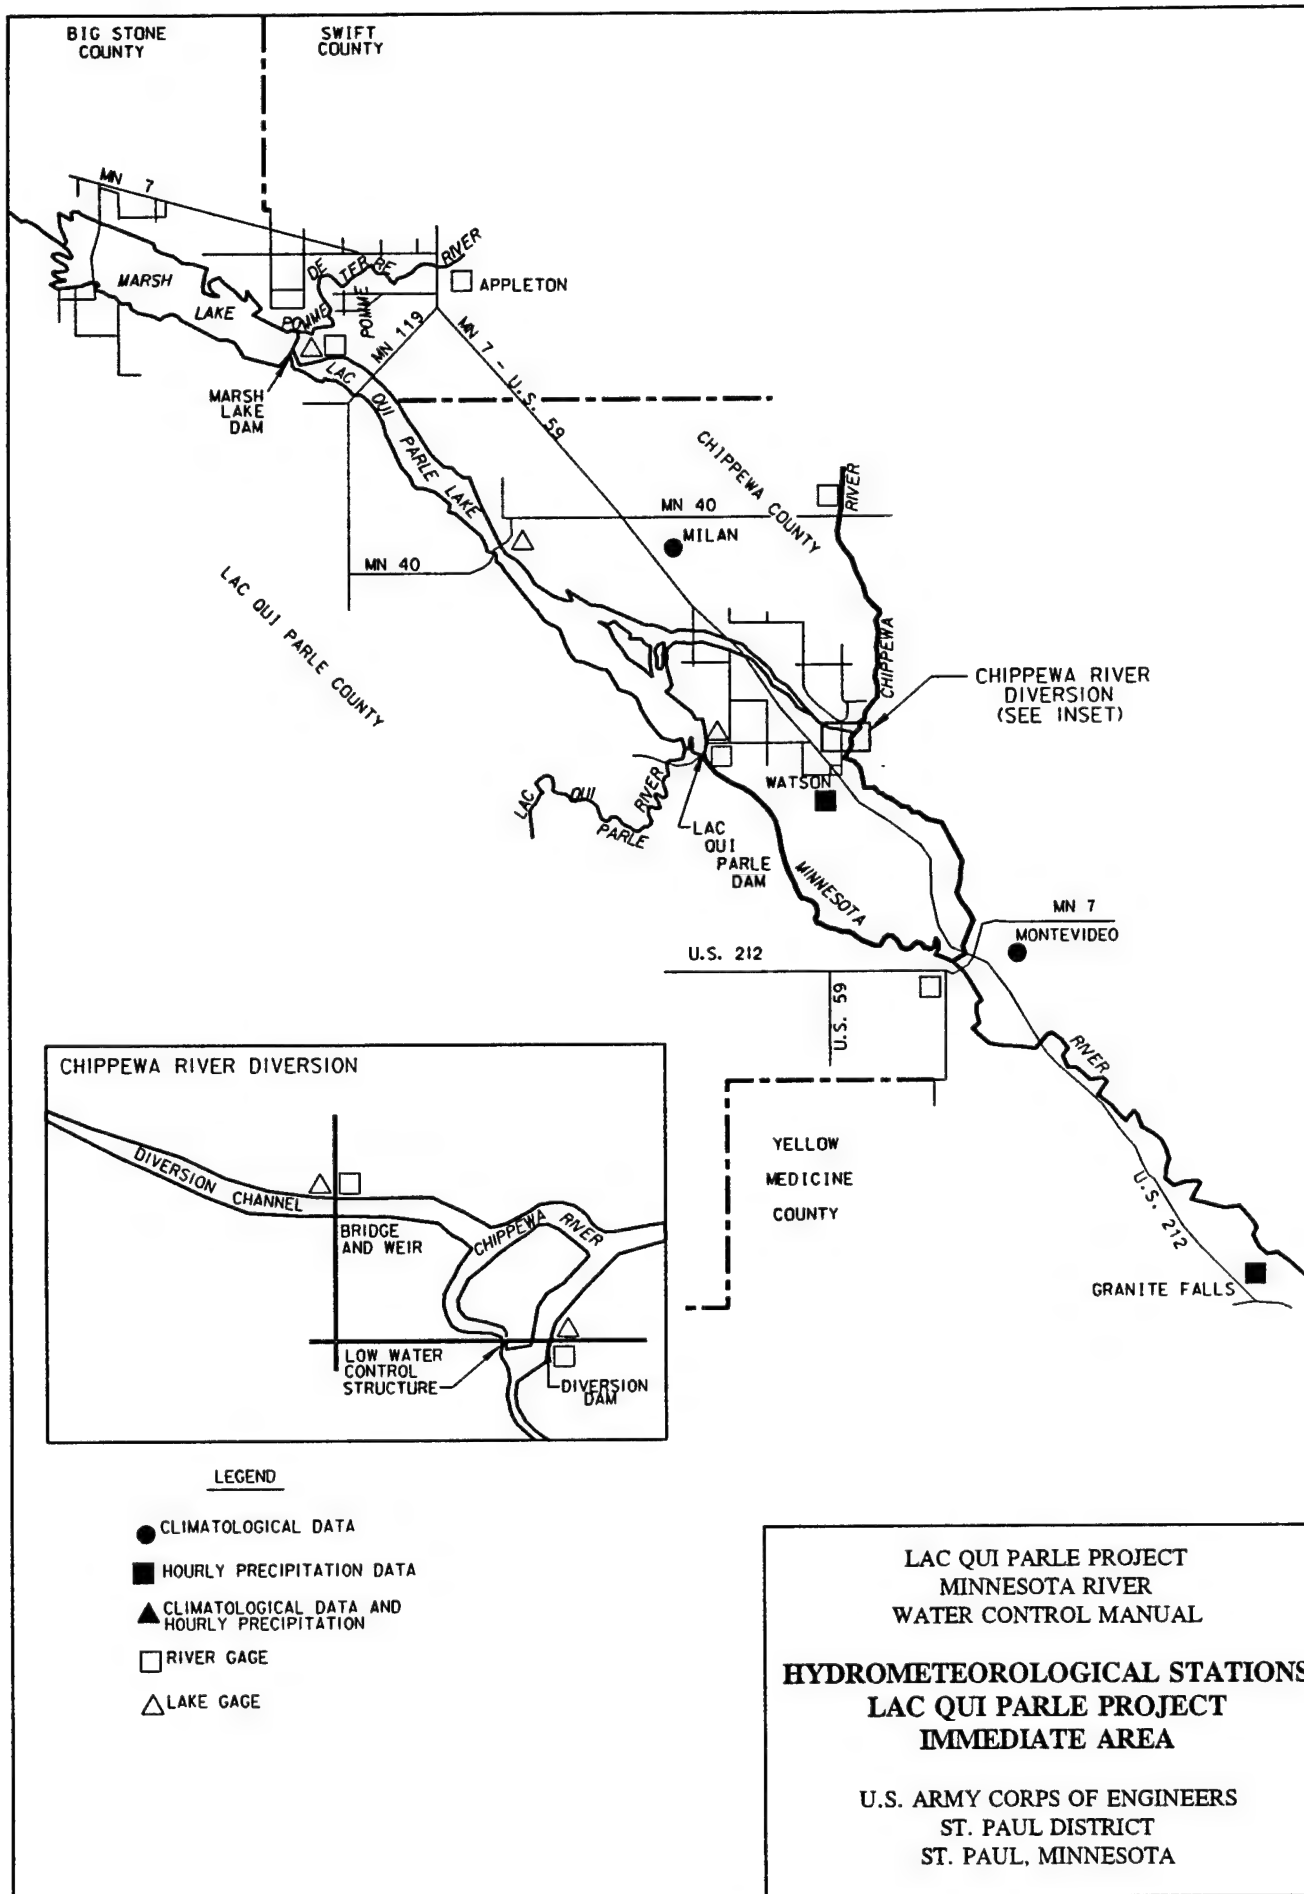 BIG STONE
COUNTY
SWIFT
COUNTY
MN 7
MARSH
LAKE
POMME
DE
TERRE
RIVER
POMME
APPLETON
MN 119
MN 7 - U.S. 59
MARSH
LAKE
DAM
LAC
QUI
PARLE
LAKE
CHIPPEWA COUNTY
RIVER
MN 40
MILAN
MN 40
LAC QUI PARLE COUNTY
CHIPPEWA
CHIPPEWA RIVER
DIVERSION
(SEE INSET)
WATSON
LAC
QUI
PARLE
RIVER
LAC
QUI
PARLE
DAM
MINNESOTA
MN 7
MONTEVIDEO
U.S. 212
U.S. 59
RIVER
YELLOW
MEDICINE
COUNTY
U.S. 212
GRANITE FALLS
CHIPPEWA RIVER DIVERSION
DIVERSION CHANNEL
BRIDGE
AND WEIR
CHIPPEWA RIVER
LOW WATER
CONTROL
STRUCTURE
DIVERSION
DAM
LEGEND
CLIMATOLOGICAL DATA
HOURLY PRECIPITATION DATA
CLIMATOLOGICAL DATA AND
HOURLY PRECIPITATION
RIVER GAGE
LAKE GAGE
LAC QUI PARLE PROJECT
MINNESOTA RIVER
WATER CONTROL MANUAL
HYDROMETEOROLOGICAL STATIONS
LAC QUI PARLE PROJECT
IMMEDIATE AREA
U.S. ARMY CORPS OF ENGINEERS
ST. PAUL DISTRICT
ST. PAUL, MINNESOTA